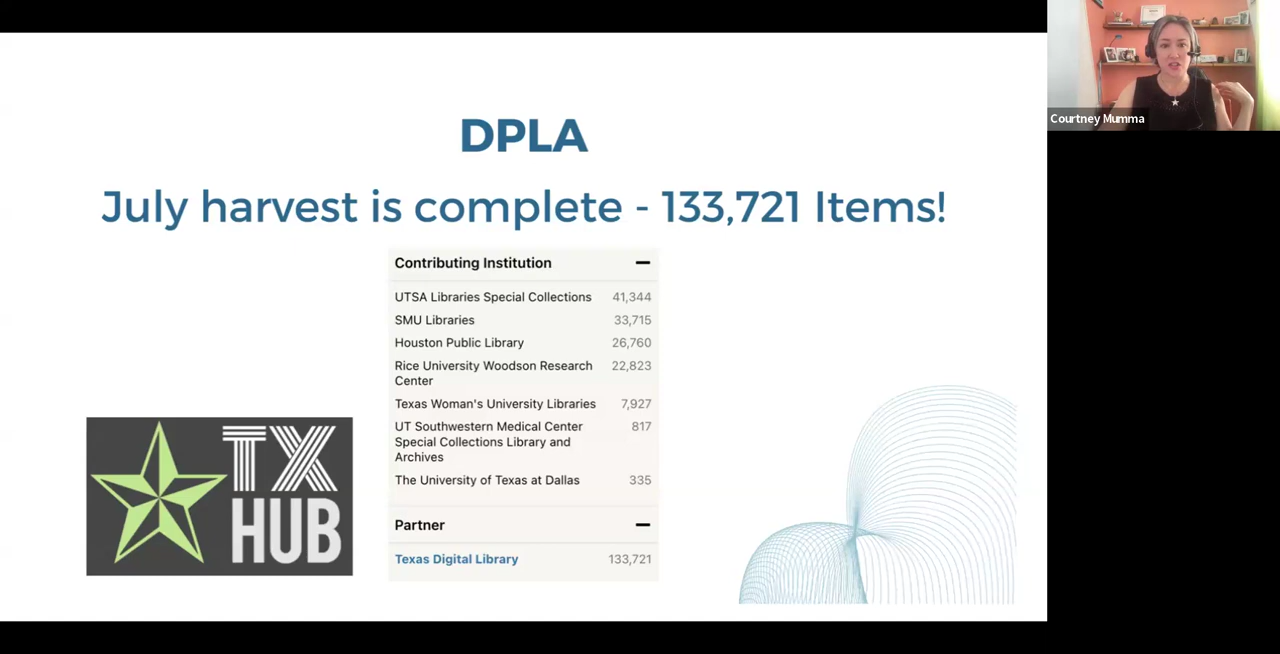 DPLA
July harvest is complete - 133,721 Items!
Contributing Institution
UTSA Libraries Special Collections 41,344
SMU Libraries 33,715
Houston Public Library 26,760
Rice University Woodson Research 22,823
Center
Texas Woman's University Libraries 7,927
UT Southwestern Medical Center 817
Special Collections Library and
Archives
The University of Texas at Dallas 335
Partner
Texas Digital Library 133,721
TX
HUB
Courtney Mumma